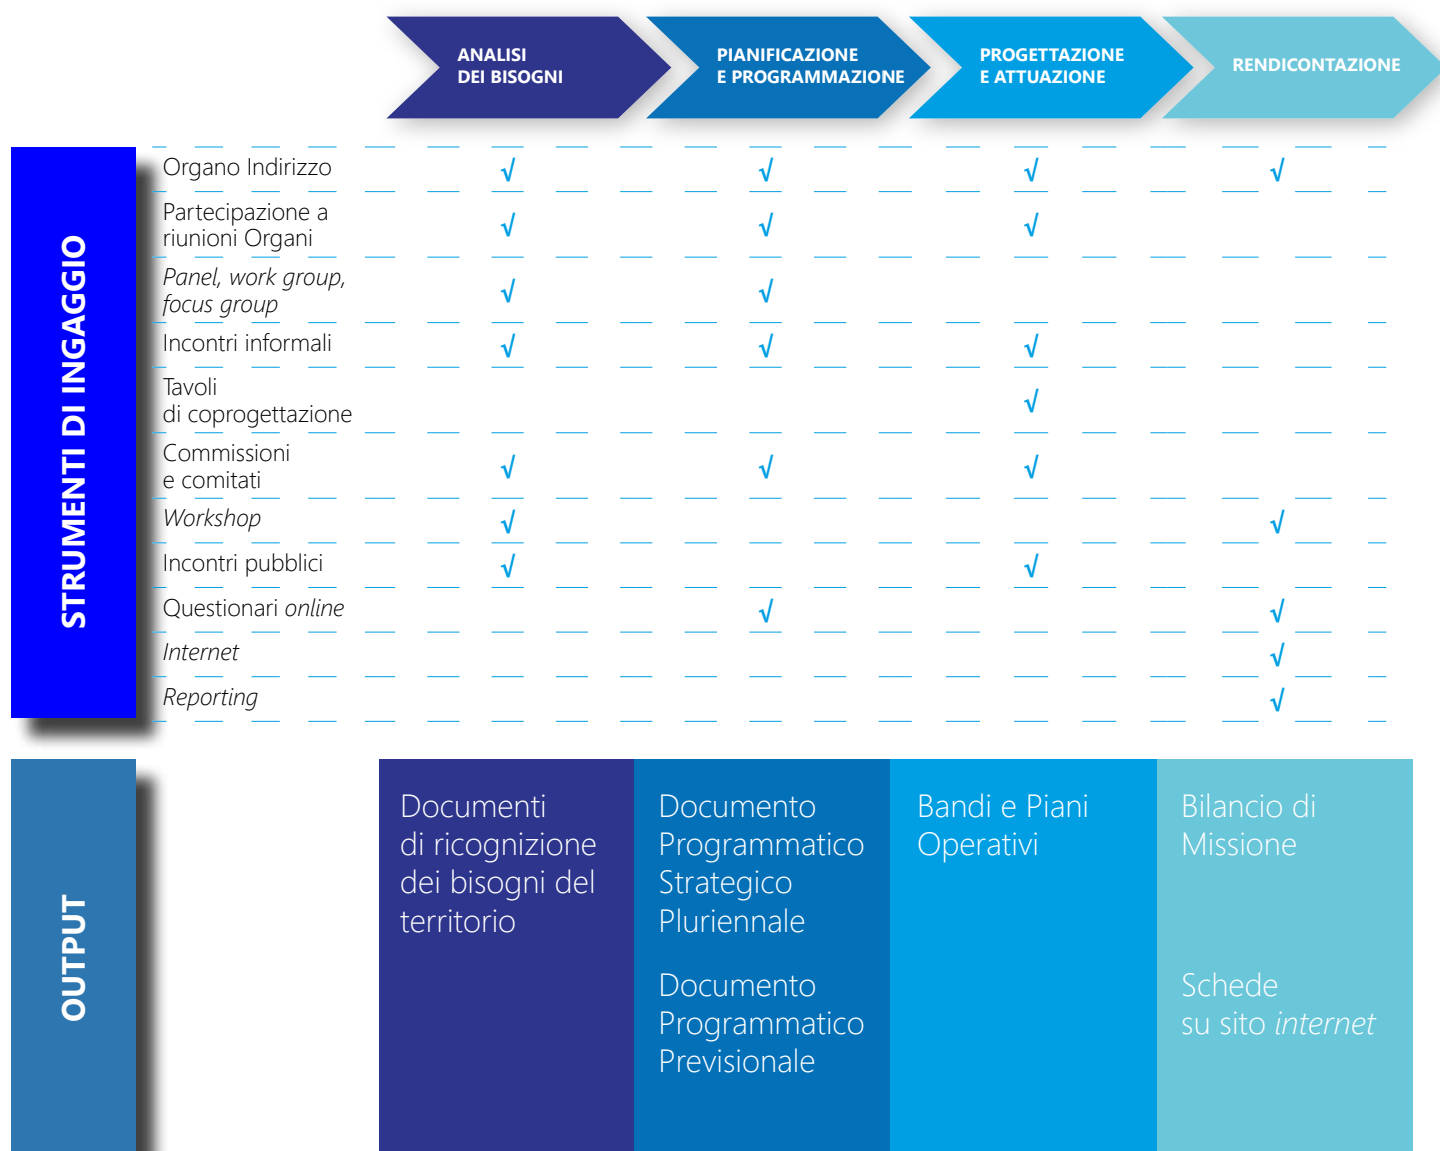 ANALISI
DEI BISOGNI
PIANIFICAZIONE
E PROGRAMMAZIONE
PROGETTAZIONE
E ATTUAZIONE
RENDICONTAZIONE
STRUMENTI DI INGAGGIO
Organo Indirizzo √ √ √ √
Partecipazione a
riunioni Organi √ √ √
Panel, work group,
focus group √ √
Incontri informali √ √ √
Tavoli
di coprogettazione √
Commissioni
e comitati √ √ √
Workshop √ √
Incontri pubblici √ √
Questionari online √ √
Internet √
Reporting √
OUTPUT
Documenti
di ricognizione
dei bisogni del
territorio
Documento
Programmatico
Strategico
Pluriennale
Documento
Programmatico
Previsionale
Bandi e Piani
Operativi
Bilancio di
Missione
Schede
su sito internet